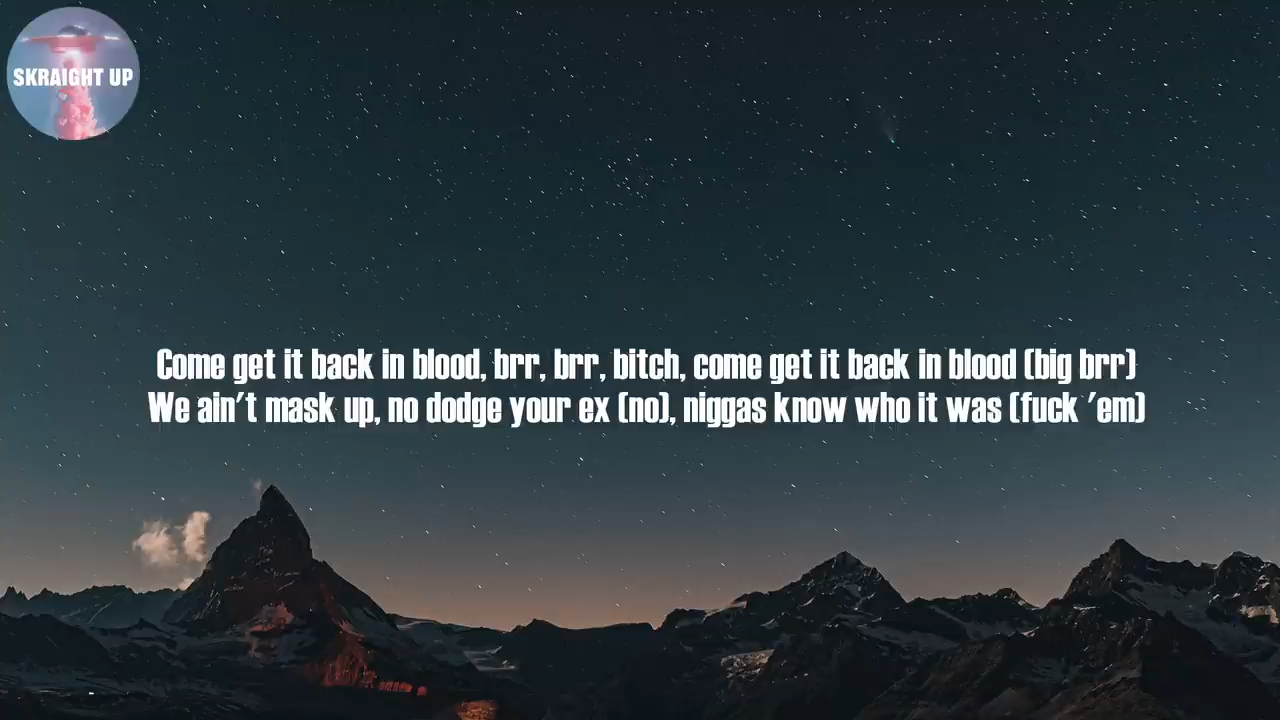 SKRAIGHT UP
Come get it back in blood, brr, brr, bitch, come get it back in blood (big brr)
We ain't mask up, no dodge your ex (no), niggas know who it was (fuck 'em)